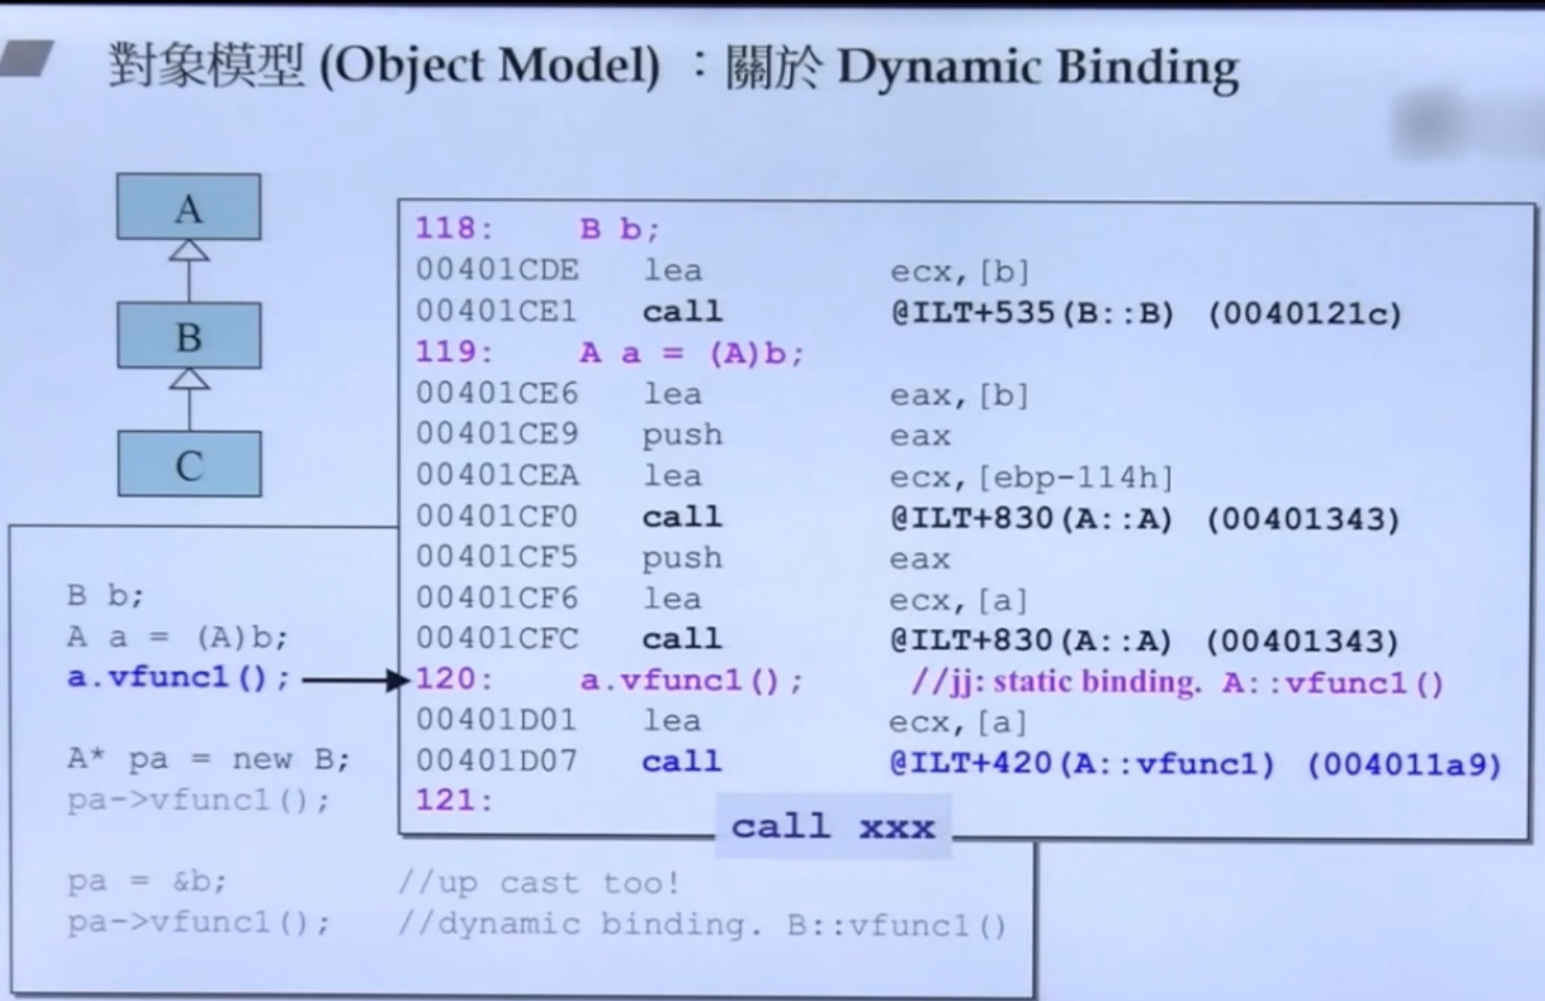 對象模型 (Object Model) ：關於 Dynamic Binding
A
B
C
118: B b;
00401CDE lea ecx,[b]
00401CE1 call @ILT+535(B::B) (0040121c)
119: A a = (A)b;
00401CE6 lea eax,[b]
00401CE9 push eax
00401CEA lea ecx,[ebp-114h]
00401CF0 call @ILT+830(A::A) (00401343)
00401CF5 push eax
00401CF6 lea ecx,[a]
00401CFC call @ILT+830(A::A) (00401343)
120: a.vfunc1(); //jj: static binding. A::vfunc1()
00401D01 lea ecx,[a]
00401D07 call @ILT+420(A::vfunc1) (004011a9)
121:
call xxx
B b;
A a = (A)b;
a.vfunc1();
A* pa = new B;
pa->vfunc1();
pa = &b; //up cast too!
pa->vfunc1(); //dynamic binding. B::vfunc1()